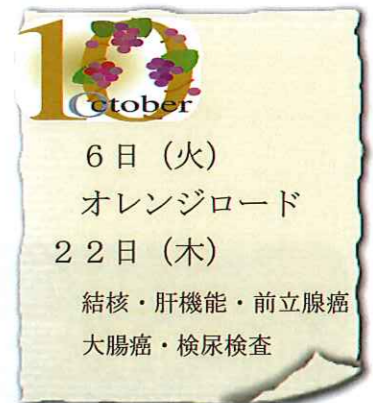 10
October
6日（火）
オレンジロード
22日（木）
結核・肝機能・前立腺癌
大腸癌・検尿検査